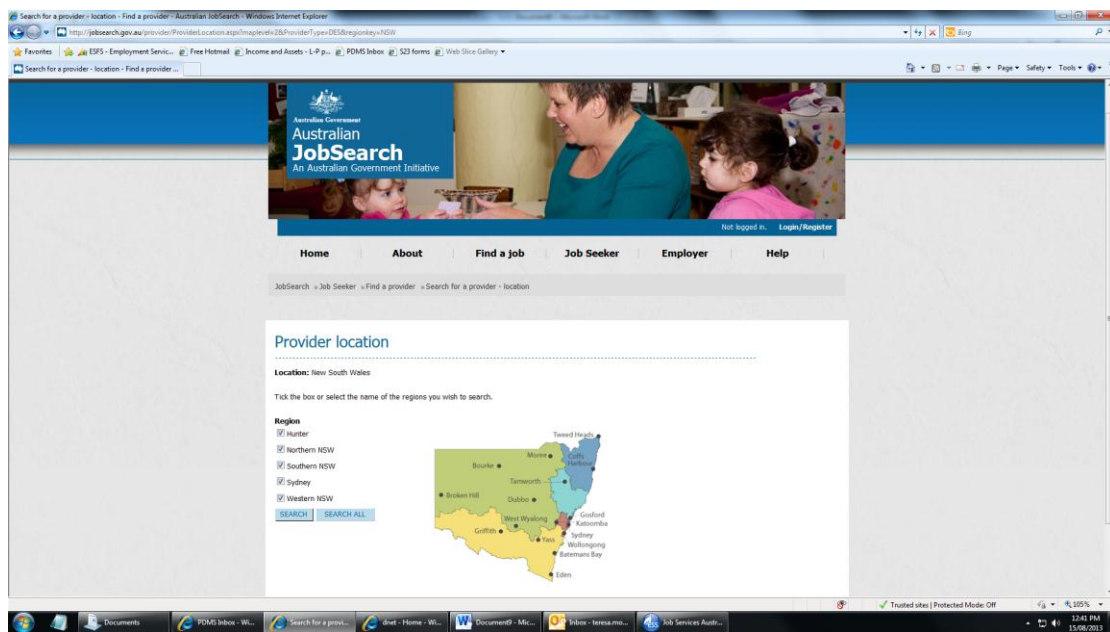 Search for a provider - location - Find a provider - Australian JobSearch - Windows Internet Explorer
http://jobsearch.gov.au/provider/ProviderLocation.aspx?maplevel=2&ProviderType=DES&regionkey=NSW
Bing
Favorites ESFS - Employment Servic... Free Hotmail Income and Assets - L-P p... PDMS Inbox S23 forms Web Slice Gallery
Search for a provider - location - Find a provider ...
Page Safety Tools
Australian Government
Australian
JobSearch
An Australian Government Initiative
Not logged in. Login/Register
Home About Find a job Job Seeker Employer Help
JobSearch » Job Seeker » Find a provider » Search for a provider - location
Provider location
Location: New South Wales
Tick the box or select the name of the regions you wish to search.
Region
Hunter
Northern NSW
Southern NSW
Sydney
Western NSW
SEARCH SEARCH ALL
Tweed Heads
Moree
Coffs
Harbour
Bourke
Tamworth
Broken Hill
Dubbo
Gosford
West Wyalong
Katoomba
Griffith
Sydney
Yass
Wollongong
Batemans Bay
Eden
Trusted sites | Protected Mode: Off
105%
Documents
PDMS Inbox - Wi...
Search for a provi...
dnet - Home - Wi...
Document9 - Mic...
Inbox - teresa.mo...
Job Services Austr...
12:41 PM
15/08/2013